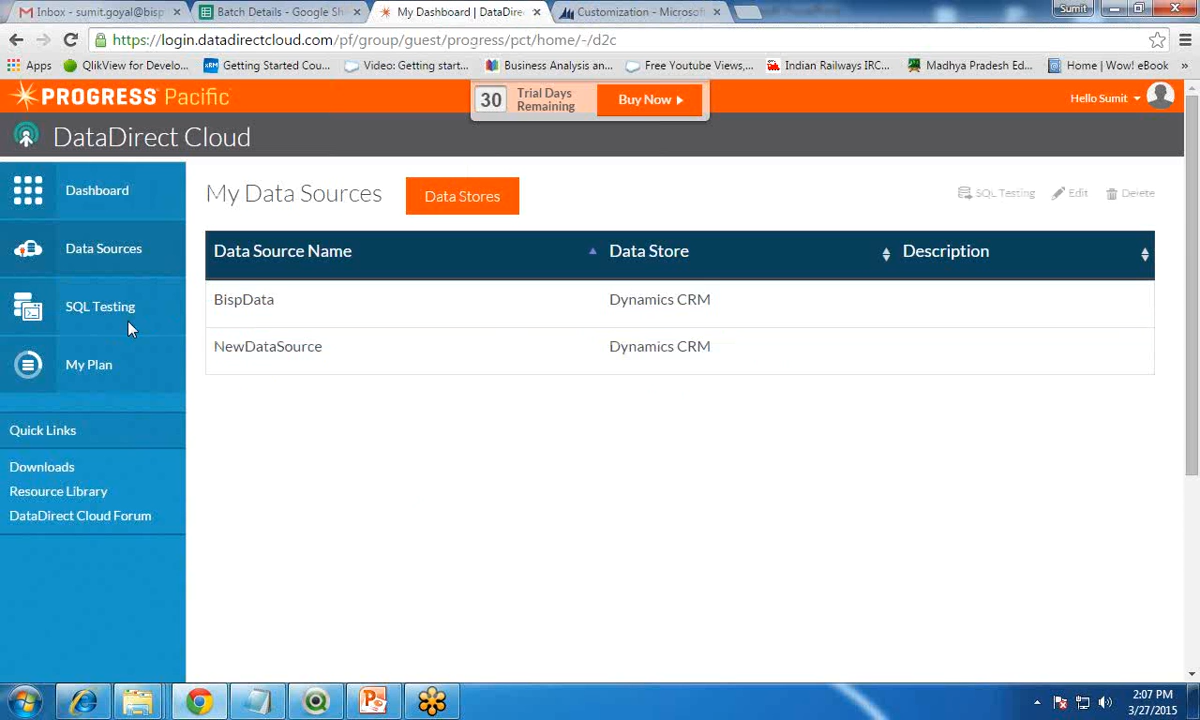 Inbox - sumit.goyal@bisp
Batch Details - Google Sh
My Dashboard | DataDire
Customization - Microsof
Sumit
https://login.datadirectcloud.com/pf/group/guest/progress/pct/home/-/d2c
Apps
QlikView for Develo...
Getting Started Cou...
Video: Getting start...
Business Analysis an...
Free Youtube Views,...
Indian Railways IRC...
Madhya Pradesh Ed...
Home | Wow! eBook
»
PROGRESS Pacific
30
Trial Days
Remaining
Buy Now
Hello Sumit
DataDirect Cloud
Dashboard
Data Sources
SQL Testing
My Plan
Quick Links
Downloads
Resource Library
DataDirect Cloud Forum
My Data Sources
Data Stores
SQL Testing
Edit
Delete
Data Source Name
Data Store
Description
BispData
Dynamics CRM
NewDataSource
Dynamics CRM
2:07 PM
3/27/2015